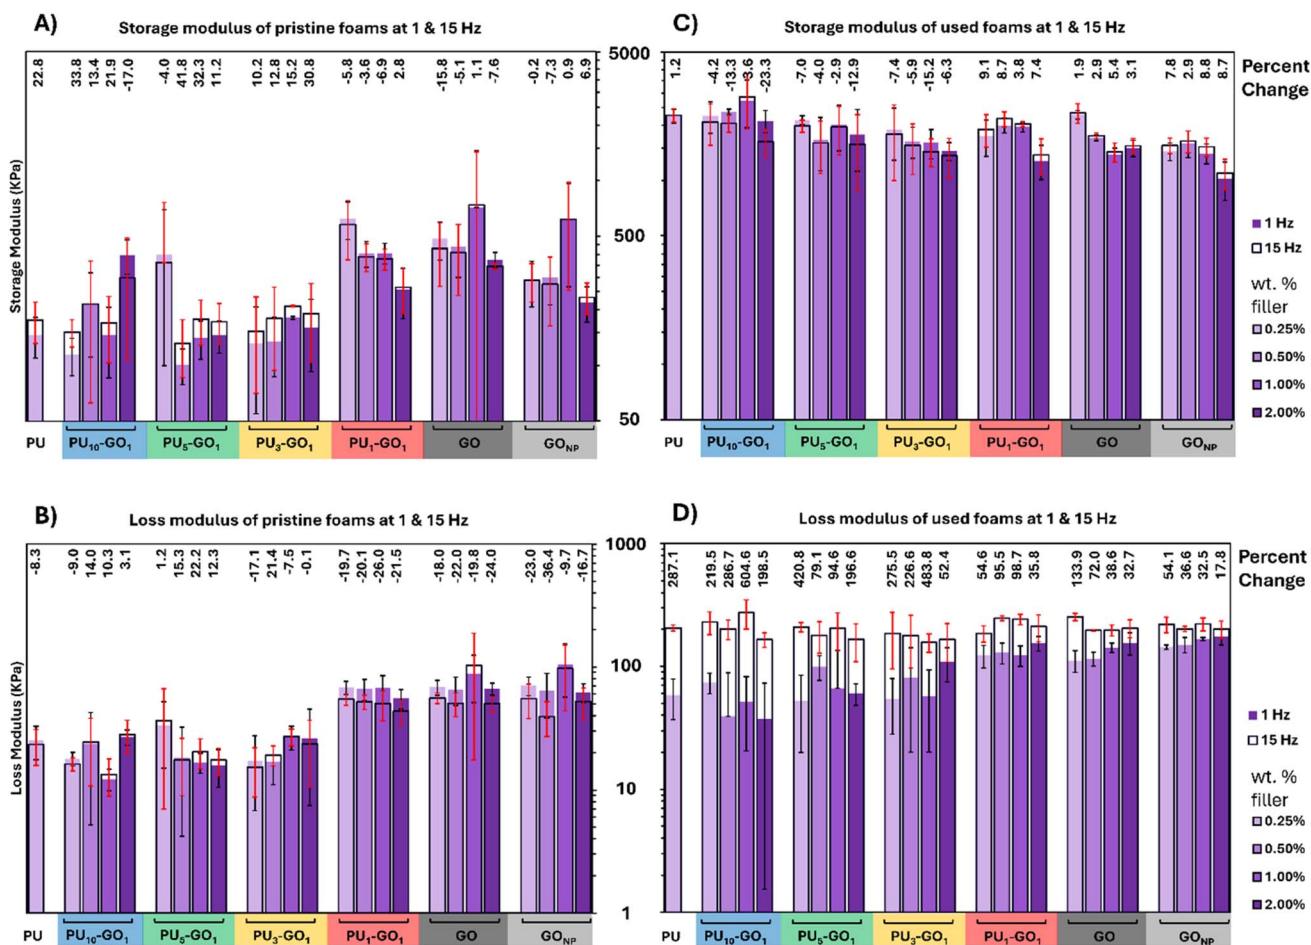 A)
Storage modulus of pristine foams at 1 & 15 Hz
22.8
33.8
13.4
21.9
-17.0
-4.0
41.8
32.3
11.2
10.2
12.8
15.2
30.8
-5.8
-3.6
-6.9
2.8
-15.8
-5.1
1.1
-7.6
-0.2
-7.3
0.9
6.9
Storage Modulus (KPa)
PU
PU10-GO1
PU5-GO1
PU3-GO1
PU1-GO1
GO
GONP
5000
500
50
C)
Storage modulus of used foams at 1 & 15 Hz
1.2
-4.2
-13.3
3.6
-23.3
-7.0
-4.0
-2.9
-12.9
-7.4
-5.9
-15.2
-6.3
9.1
8.7
3.8
7.4
1.9
2.9
5.4
3.1
7.8
2.9
8.8
8.7
Percent
Change
PU
PU10-GO1
PU5-GO1
PU3-GO1
PU1-GO1
GO
GONP
1 Hz
15 Hz
wt. %
filler
0.25%
0.50%
1.00%
2.00%
B)
Loss modulus of pristine foams at 1 & 15 Hz
-8.3
-9.0
14.0
10.3
3.1
1.2
15.3
22.2
12.3
-17.1
21.4
-7.5
-0.1
-19.7
-20.1
-26.0
-21.5
-18.0
-22.0
-19.8
-24.0
-23.0
-36.4
-9.7
-16.7
Loss Modulus (KPa)
PU
PU10-GO1
PU5-GO1
PU3-GO1
PU1-GO1
GO
GONP
1000
100
10
1
D)
Loss modulus of used foams at 1 & 15 Hz
287.1
219.5
286.7
604.6
198.5
420.8
79.1
94.6
196.6
275.5
226.6
483.8
52.4
54.6
95.5
98.7
35.8
133.9
72.0
38.6
32.7
54.1
36.6
32.5
17.8
Percent
Change
PU
PU10-GO1
PU5-GO1
PU3-GO1
PU1-GO1
GO
GONP
1 Hz
15 Hz
wt. %
filler
0.25%
0.50%
1.00%
2.00%